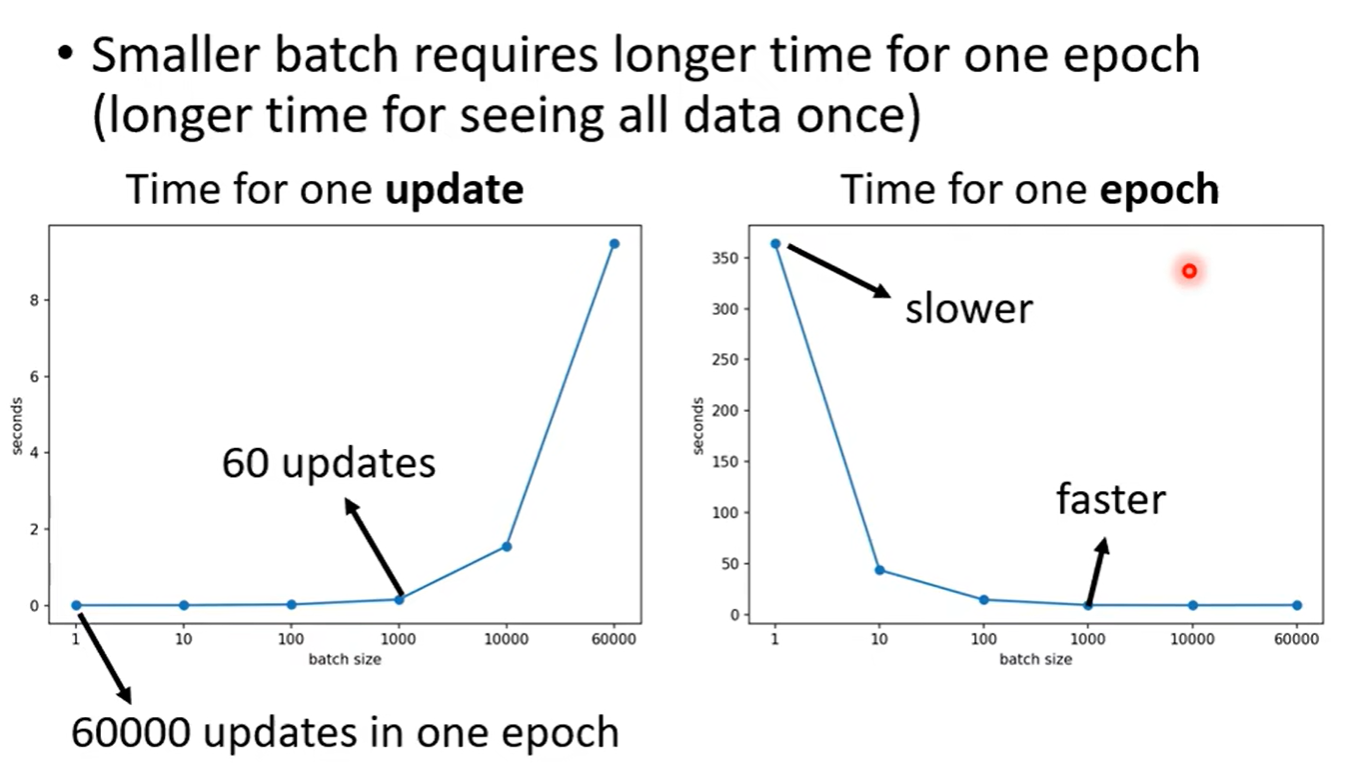 • Smaller batch requires longer time for one epoch
(longer time for seeing all data once)
Time for one update
8
6
4
2
0
seconds
60 updates
1 10 100 1000 10000 60000
batch size
60000 updates in one epoch
Time for one epoch
350
300
250
200
150
100
50
0
seconds
slower
faster
1 10 100 1000 10000 60000
batch size